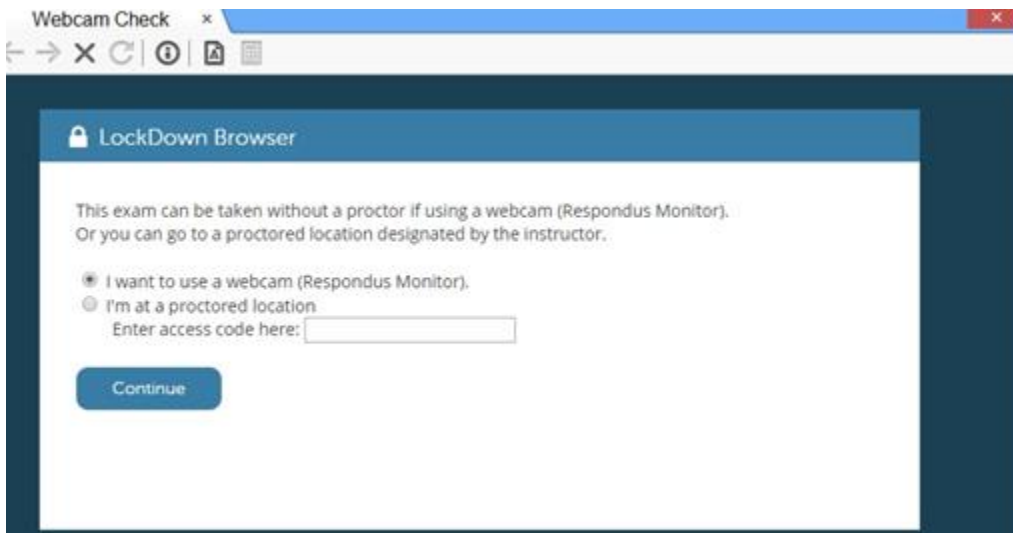 Webcam Check
LockDown Browser
This exam can be taken without a proctor if using a webcam (Respondus Monitor).
Or you can go to a proctored location designated by the instructor.
I want to use a webcam (Respondus Monitor).
I'm at a proctored location
Enter access code here:
Continue